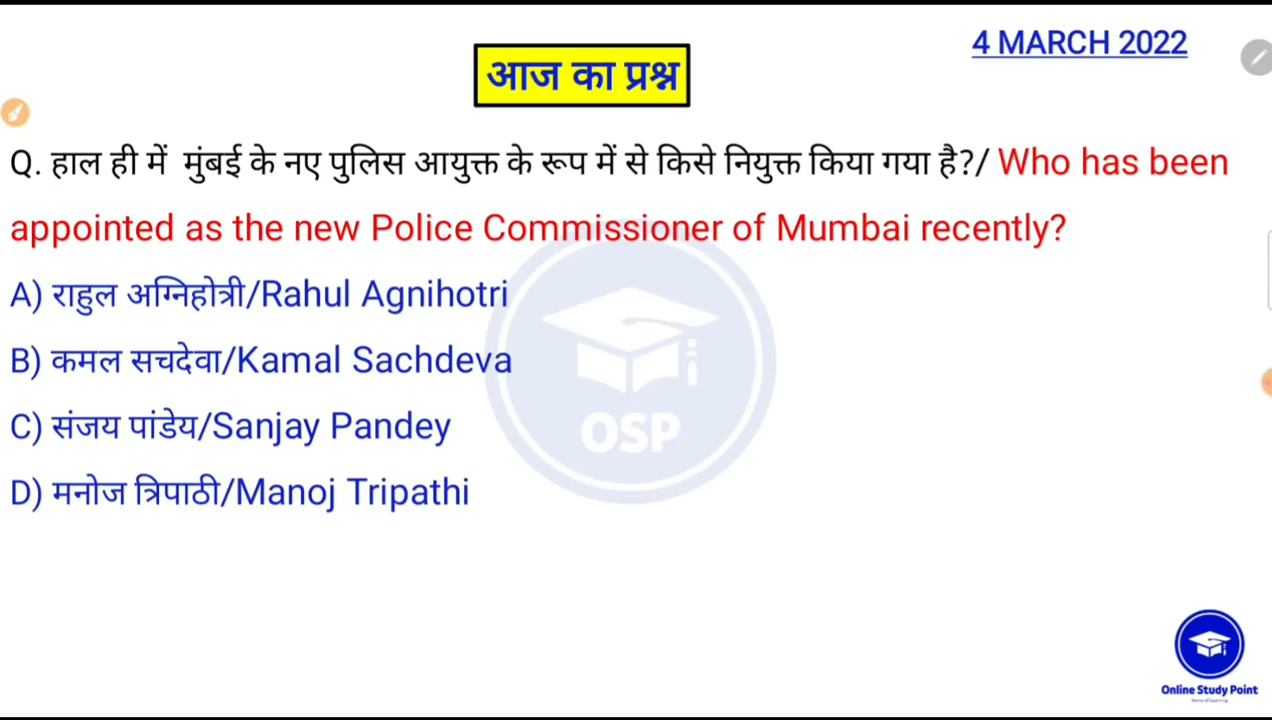 4 MARCH 2022
आज का प्रश्न
Q. हाल ही में मुंबई के नए पुलिस आयुक्त के रूप में से किसे नियुक्त किया गया है?/ Who has been
appointed as the new Police Commissioner of Mumbai recently?
A) राहुल अग्निहोत्री/Rahul Agnihotri
B) कमल सचदेवा/Kamal Sachdeva
C) संजय पांडेय/Sanjay Pandey
D) मनोज त्रिपाठी/Manoj Tripathi
OSP
Online Study Point